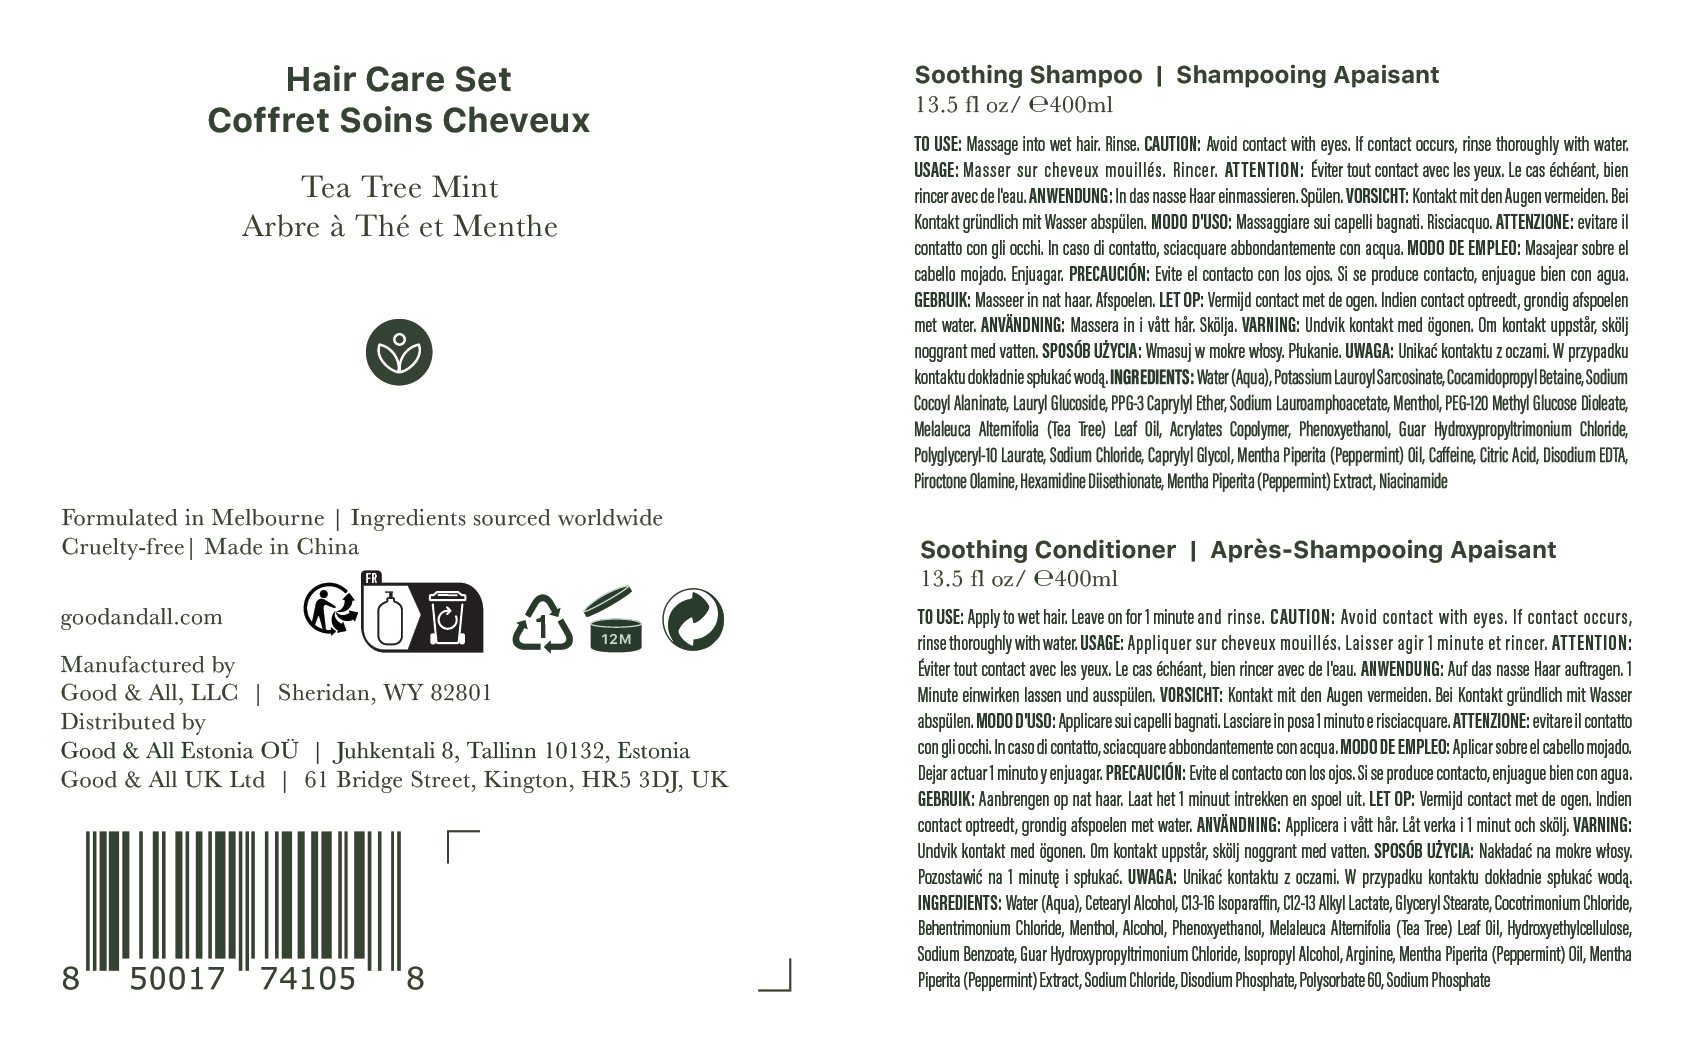 Hair Care Set
Coffret Soins Cheveux
Tea Tree Mint
Arbre à Thé et Menthe
Formulated in Melbourne | Ingredients sourced worldwide
Cruelty-free| Made in China
FR
goodandall.com
1
12M
Manufactured by
Good & All, LLC | Sheridan, WY 82801
Distributed by
Good & All Estonia OÜ | Juhkentali 8, Tallinn 10132, Estonia
Good & All UK Ltd | 61 Bridge Street, Kington, HR5 3DJ, UK
8 50017 74105 8
Soothing Shampoo | Shampooing Apaisant
13.5 fl oz/ ℮400ml
TO USE: Massage into wet hair. Rinse. CAUTION: Avoid contact with eyes. If contact occurs, rinse thoroughly with water.
USAGE: Masser sur cheveux mouillés. Rincer. ATTENTION: Éviter tout contact avec les yeux. Le cas échéant, bien
rincer avec de l'eau. ANWENDUNG: In das nasse Haar einmassieren. Spülen. VORSICHT: Kontakt mit den Augen vermeiden. Bei
Kontakt gründlich mit Wasser abspülen. MODO D'USO: Massaggiare sui capelli bagnati. Risciacquo. ATTENZIONE: evitare il
contatto con gli occhi. In caso di contatto, sciacquare abbondantemente con acqua. MODO DE EMPLEO: Masajear sobre el
cabello mojado. Enjuagar. PRECAUCIÓN: Evite el contacto con los ojos. Si se produce contacto, enjuague bien con agua.
GEBRUIK: Masseer in nat haar. Afspoelen. LET OP: Vermijd contact met de ogen. Indien contact optreedt, grondig afspoelen
met water. ANVÄNDNING: Massera in i vått hår. Skölja. VARNING: Undvik kontakt med ögonen. Om kontakt uppstår, skölj
noggrant med vatten. SPOSÓB UŻYCIA: Wmasuj w mokre włosy. Płukanie. UWAGA: Unikać kontaktu z oczami. W przypadku
kontaktu dokładnie spłukać wodą. INGREDIENTS: Water (Aqua), Potassium Lauroyl Sarcosinate, Cocamidopropyl Betaine, Sodium
Cocoyl Alaninate, Lauryl Glucoside, PPG-3 Caprylyl Ether, Sodium Lauroamphoacetate, Menthol, PEG-120 Methyl Glucose Dioleate,
Melaleuca Alternifolia (Tea Tree) Leaf Oil, Acrylates Copolymer, Phenoxyethanol, Guar Hydroxypropyltrimonium Chloride,
Polyglyceryl-10 Laurate, Sodium Chloride, Caprylyl Glycol, Mentha Piperita (Peppermint) Oil, Caffeine, Citric Acid, Disodium EDTA,
Piroctone Olamine, Hexamidine Diisethionate, Mentha Piperita (Peppermint) Extract, Niacinamide
Soothing Conditioner | Après-Shampooing Apaisant
13.5 fl oz/ ℮400ml
TO USE: Apply to wet hair. Leave on for 1 minute and rinse. CAUTION: Avoid contact with eyes. If contact occurs,
rinse thoroughly with water. USAGE: Appliquer sur cheveux mouillés. Laisser agir 1 minute et rincer. ATTENTION:
Éviter tout contact avec les yeux. Le cas échéant, bien rincer avec de l'eau. ANWENDUNG: Auf das nasse Haar auftragen. 1
Minute einwirken lassen und ausspülen. VORSICHT: Kontakt mit den Augen vermeiden. Bei Kontakt gründlich mit Wasser
abspülen. MODO D'USO: Applicare sui capelli bagnati. Lasciare in posa 1 minuto e risciacquare. ATTENZIONE: evitare il contatto
con gli occhi. In caso di contatto, sciacquare abbondantemente con acqua. MODO DE EMPLEO: Aplicar sobre el cabello mojado.
Dejar actuar 1 minuto y enjuagar. PRECAUCIÓN: Evite el contacto con los ojos. Si se produce contacto, enjuague bien con agua.
GEBRUIK: Aanbrengen op nat haar. Laat het 1 minuut intrekken en spoel uit. LET OP: Vermijd contact met de ogen. Indien
contact optreedt, grondig afspoelen met water. ANVÄNDNING: Applicera i vått hår. Låt verka i 1 minut och skölj. VARNING:
Undvik kontakt med ögonen. Om kontakt uppstår, skölj noggrant med vatten. SPOSÓB UŻYCIA: Nakładać na mokre włosy.
Pozostawić na 1 minutę i spłukać. UWAGA: Unikać kontaktu z oczami. W przypadku kontaktu dokładnie spłukać wodą.
INGREDIENTS: Water (Aqua), Cetearyl Alcohol, C13-16 Isoparaffin, C12-13 Alkyl Lactate, Glyceryl Stearate, Cocotrimonium Chloride,
Behentrimonium Chloride, Menthol, Alcohol, Phenoxyethanol, Melaleuca Alternifolia (Tea Tree) Leaf Oil, Hydroxyethylcellulose,
Sodium Benzoate, Guar Hydroxypropyltrimonium Chloride, Isopropyl Alcohol, Arginine, Mentha Piperita (Peppermint) Oil, Mentha
Piperita (Peppermint) Extract, Sodium Chloride, Disodium Phosphate, Polysorbate 60, Sodium Phosphate